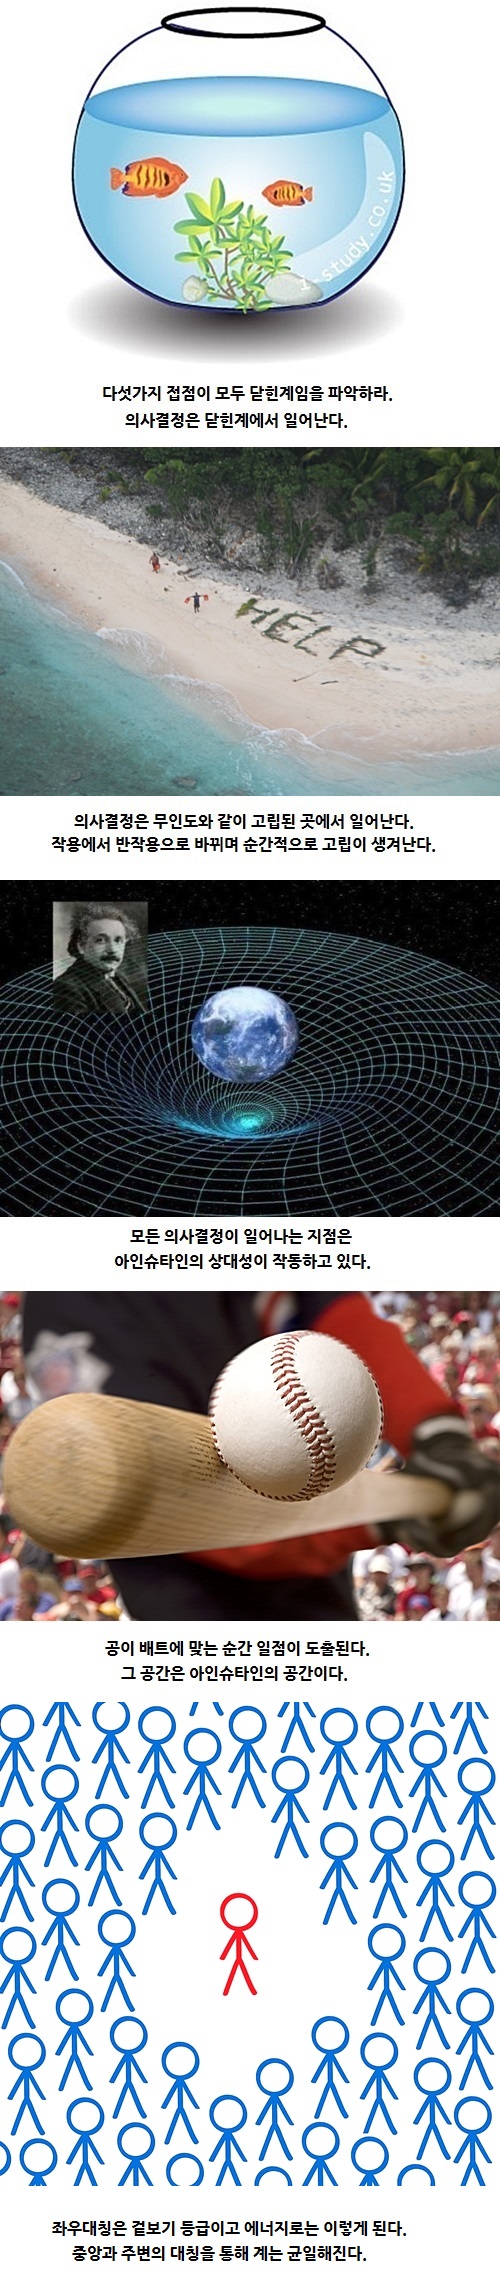 i-study.co.uk
다섯가지 접점이 모두 닫힌계임을 파악하라.
의사결정은 닫힌계에서 일어난다.
HELP
의사결정은 무인도와 같이 고립된 곳에서 일어난다.
작용에서 반작용으로 바뀌며 순간적으로 고립이 생겨난다.
모든 의사결정이 일어나는 지점은
아인슈타인의 상대성이 작동하고 있다.
공이 배트에 맞는 순간 일점이 도출된다.
그 공간은 아인슈타인의 공간이다.
좌우대칭은 겉보기 등급이고 에너지로는 이렇게 된다.
중앙과 주변의 대칭을 통해 계는 균일해진다.